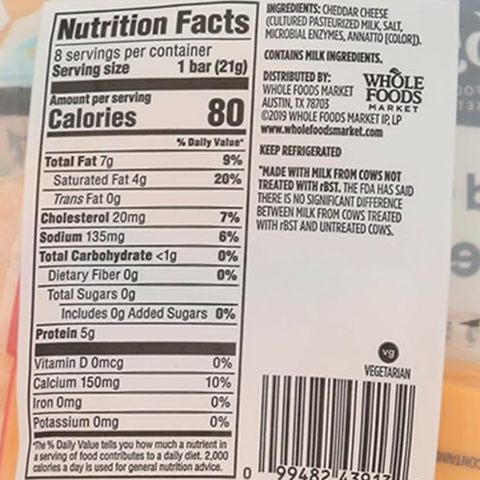 Nutrition Facts
8 servings per container
Serving size 1 bar (21g)
Amount per serving
Calories 80
% Daily Value*
Total Fat 7g 9%
Saturated Fat 4g 20%
Trans Fat 0g
Cholesterol 20mg 7%
Sodium 135mg 6%
Total Carbohydrate <1g 0%
Dietary Fiber 0g 0%
Total Sugars 0g
Includes 0g Added Sugars 0%
Protein 5g
Vitamin D 0mcg 0%
Calcium 150mg 10%
Iron 0mg 0%
Potassium 0mg 0%
*The % Daily Value tells you how much a nutrient in
a serving of food contributes to a daily diet. 2,000
calories a day is used for general nutrition advice.
INGREDIENTS: CHEDDAR CHEESE
(CULTURED PASTEURIZED MILK, SALT,
MICROBIAL ENZYMES, ANNATTO [COLOR]).
CONTAINS MILK INGREDIENTS.
DISTRIBUTED BY:
WHOLE FOODS MARKET
AUSTIN, TX 78703
©2019 WHOLE FOODS MARKET IP, LP
www.wholefoodsmarket.com
WHOLE
FOODS
MARKET
KEEP REFRIGERATED
*MADE WITH MILK FROM COWS NOT
TREATED WITH rBST. THE FDA HAS SAID
THERE IS NO SIGNIFICANT DIFFERENCE
BETWEEN MILK FROM COWS TREATED
WITH rBST AND UNTREATED COWS.
vg
VEGETARIAN
0 99482 43913